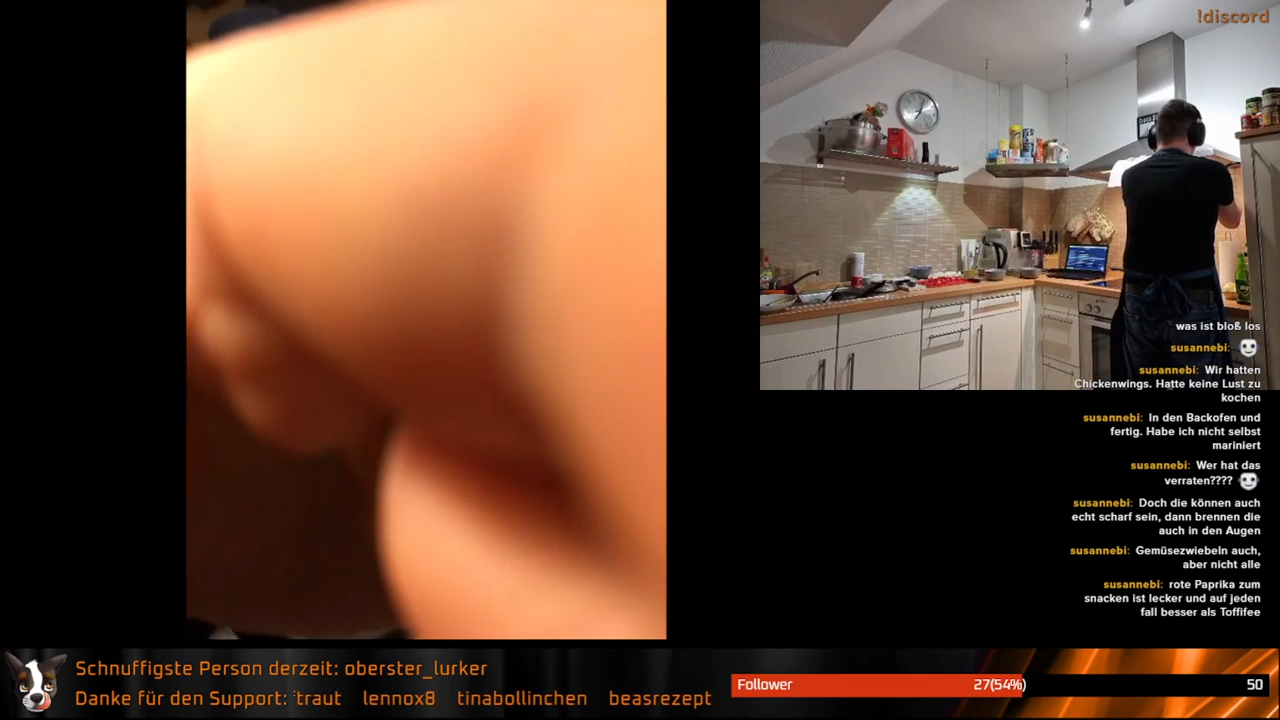 !discord
was ist bloß los
susannebi:
susannebi: Wir hatten
Chickenwings. Hatte keine Lust zu
kochen
susannebi: In den Backofen und
fertig. Habe ich nicht selbst
mariniert
susannebi: Wer hat das
verraten????
susannebi: Doch die können auch
echt scharf sein, dann brennen die
auch in den Augen
susannebi: Gemüsezwiebeln auch,
aber nicht alle
susannebi: rote Paprika zum
snacken ist lecker und auf jeden
fall besser als Toffifee
Schnuffigste Person derzeit: oberster_lurker
Danke für den Support: traut lennox8 tinabollinchen beasrezept
Follower 27(54%) 50